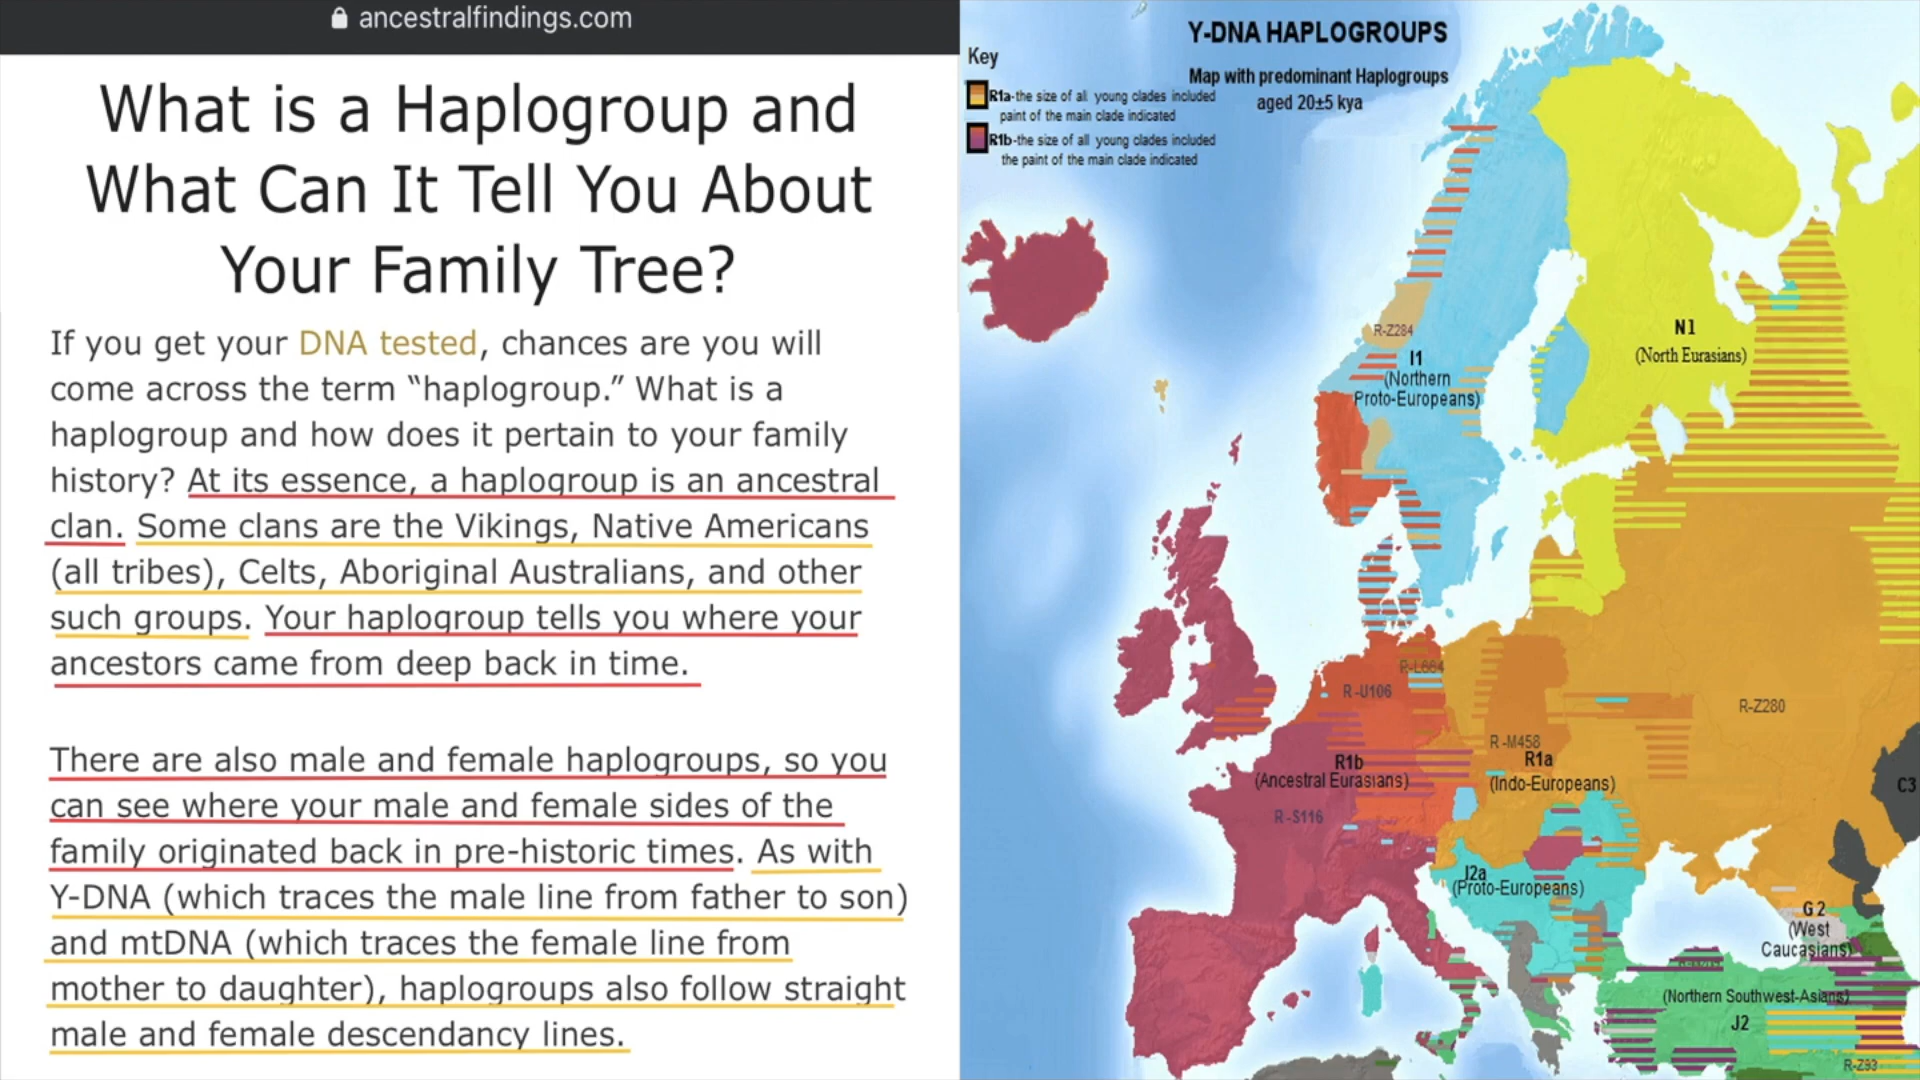 ancestralfindings.com
What is a Haplogroup and
What Can It Tell You About
Your Family Tree?
If you get your DNA tested, chances are you will
come across the term “haplogroup.” What is a
haplogroup and how does it pertain to your family
history? At its essence, a haplogroup is an ancestral
clan. Some clans are the Vikings, Native Americans
(all tribes), Celts, Aboriginal Australians, and other
such groups. Your haplogroup tells you where your
ancestors came from deep back in time.
There are also male and female haplogroups, so you
can see where your male and female sides of the
family originated back in pre-historic times. As with
Y-DNA (which traces the male line from father to son)
and mtDNA (which traces the female line from
mother to daughter), haplogroups also follow straight
male and female descendancy lines.
Y-DNA HAPLOGROUPS
Map with predominant Haplogroups
aged 20±5 kya
Key
R1a-the size of all young clades included
paint of the main clade indicated
R1b-the size of all young clades included
the paint of the main clade indicated
R-Z284
I1
(Northern
Proto-Europeans)
N1
(North Eurasians)
R-L664
R-U106
R-Z280
R-M458
R1b
(Ancestral Eurasians)
R1a
(Indo-Europeans)
C3
R-S116
I2a
(Proto-Europeans)
G2
(West
Caucasians)
(Northern Southwest-Asians)
J2
R-Z93